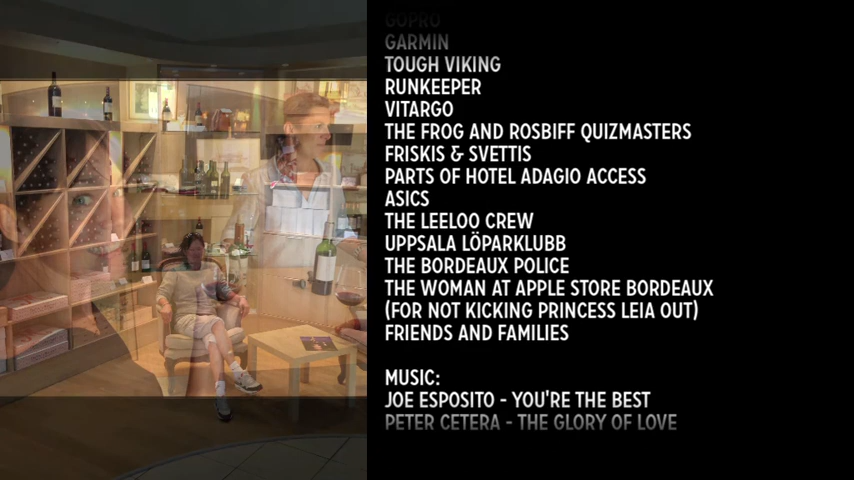 GOPRO
GARMIN
TOUGH VIKING
RUNKEEPER
VITARGO
THE FROG AND ROSBIFF QUIZMASTERS
FRISKIS & SVETTIS
PARTS OF HOTEL ADAGIO ACCESS
ASICS
THE LEELOO CREW
UPPSALA LÖPARKLUBB
THE BORDEAUX POLICE
THE WOMAN AT APPLE STORE BORDEAUX
(FOR NOT KICKING PRINCESS LEIA OUT)
FRIENDS AND FAMILIES
MUSIC:
JOE ESPOSITO - YOU'RE THE BEST
PETER CETERA - THE GLORY OF LOVE